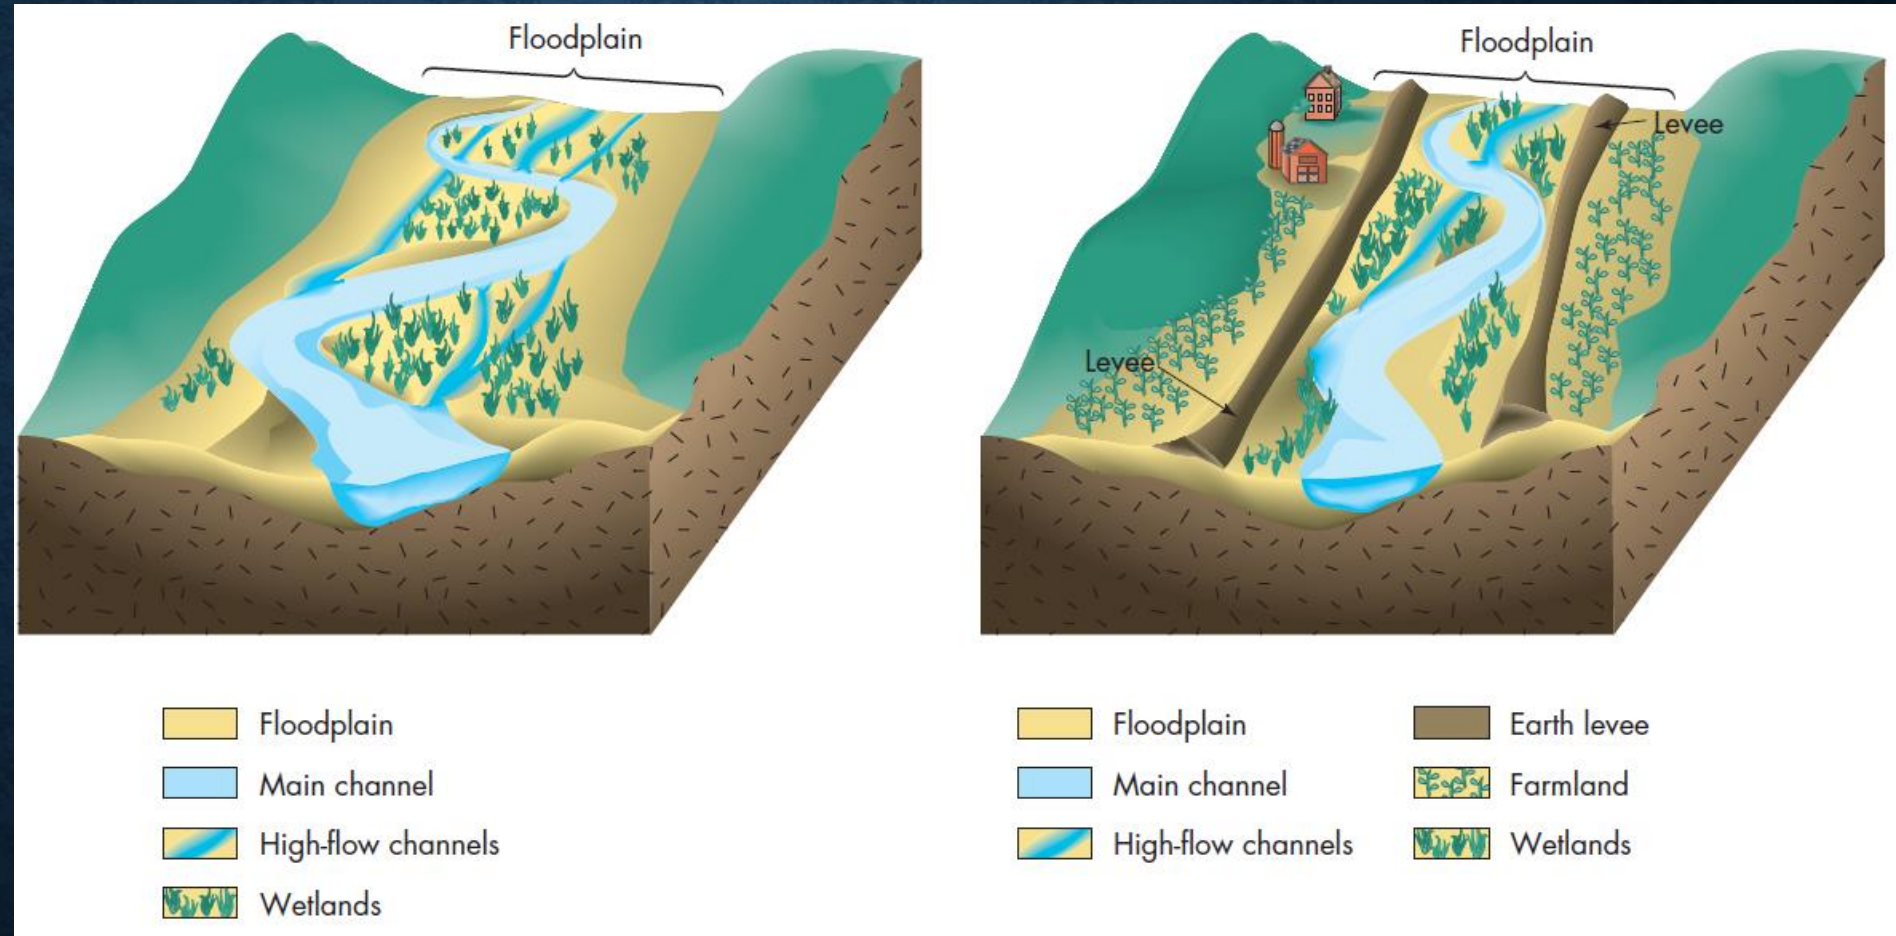 Floodplain
Floodplain
Levee
Levee
Floodplain
Main channel
High-flow channels
Wetlands
Floodplain
Main channel
High-flow channels
Earth levee
Farmland
Wetlands